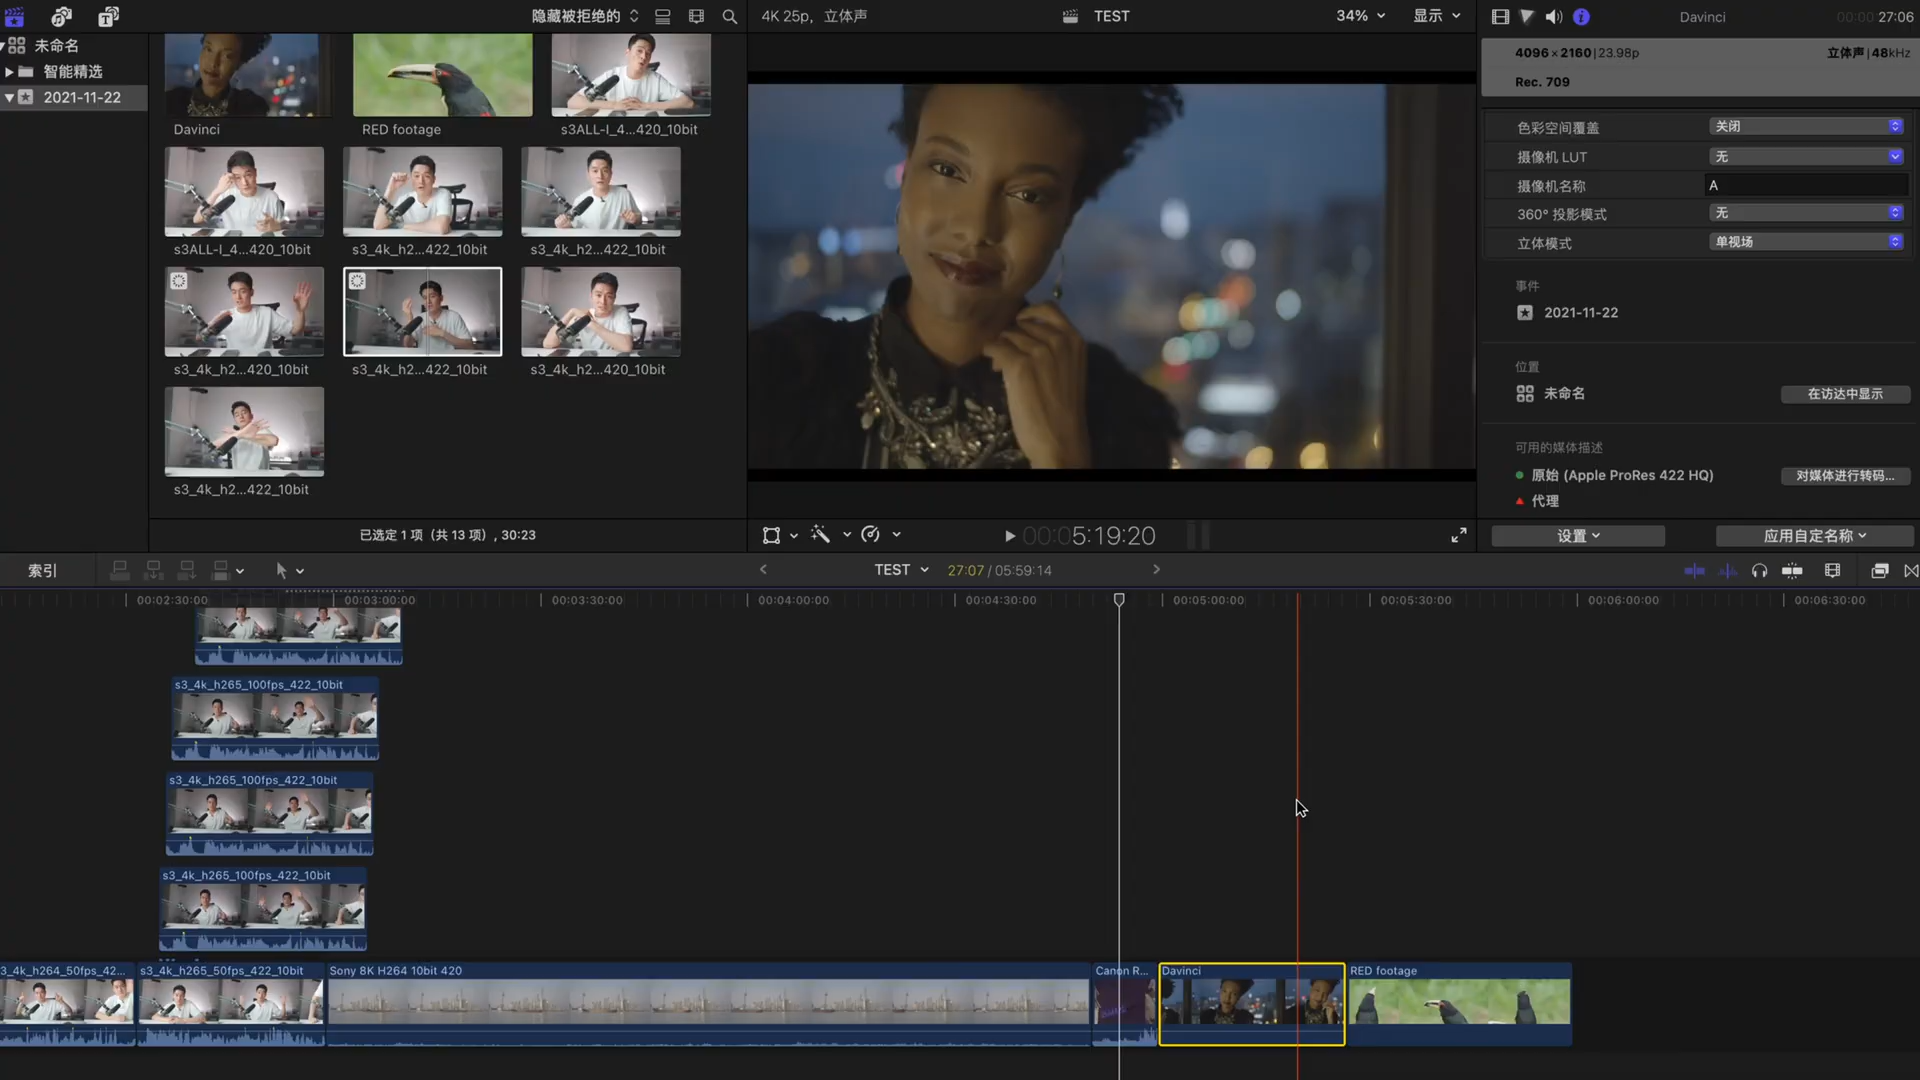 隐藏被拒绝的
4K 25p, 立体声
TEST
34%
显示
Davinci
00:00:27:06
未命名
智能精选
2021-11-22
Davinci
RED footage
s3ALL-I_4...420_10bit
s3ALL-I_4...420_10bit
s3_4k_h2...422_10bit
s3_4k_h2...422_10bit
s3_4k_h2...420_10bit
s3_4k_h2...422_10bit
s3_4k_h2...420_10bit
s3_4k_h2...422_10bit
已选定 1 项（共 13 项）, 30:23
00:05:19:20
4096 × 2160 | 23.98p
立体声 | 48kHz
Rec. 709
色彩空间覆盖
关闭
摄像机 LUT
无
摄像机名称
A
360° 投影模式
无
立体模式
单视场
事件
2021-11-22
位置
未命名
在访达中显示
可用的媒体描述
原始 (Apple ProRes 422 HQ)
对媒体进行转码...
代理
设置
应用自定名称
索引
TEST
27:07 / 05:59:14
00:02:30:00
00:03:00:00
00:03:30:00
00:04:00:00
00:04:30:00
00:05:00:00
00:05:30:00
00:06:00:00
00:06:30:00
s3_4k_h265_100fps_422_10bit
s3_4k_h265_100fps_422_10bit
s3_4k_h265_100fps_422_10bit
3_4k_h264_50fps_42...
s3_4k_h265_50fps_422_10bit
Sony 8K H264 10bit 420
Canon R...
Davinci
RED footage